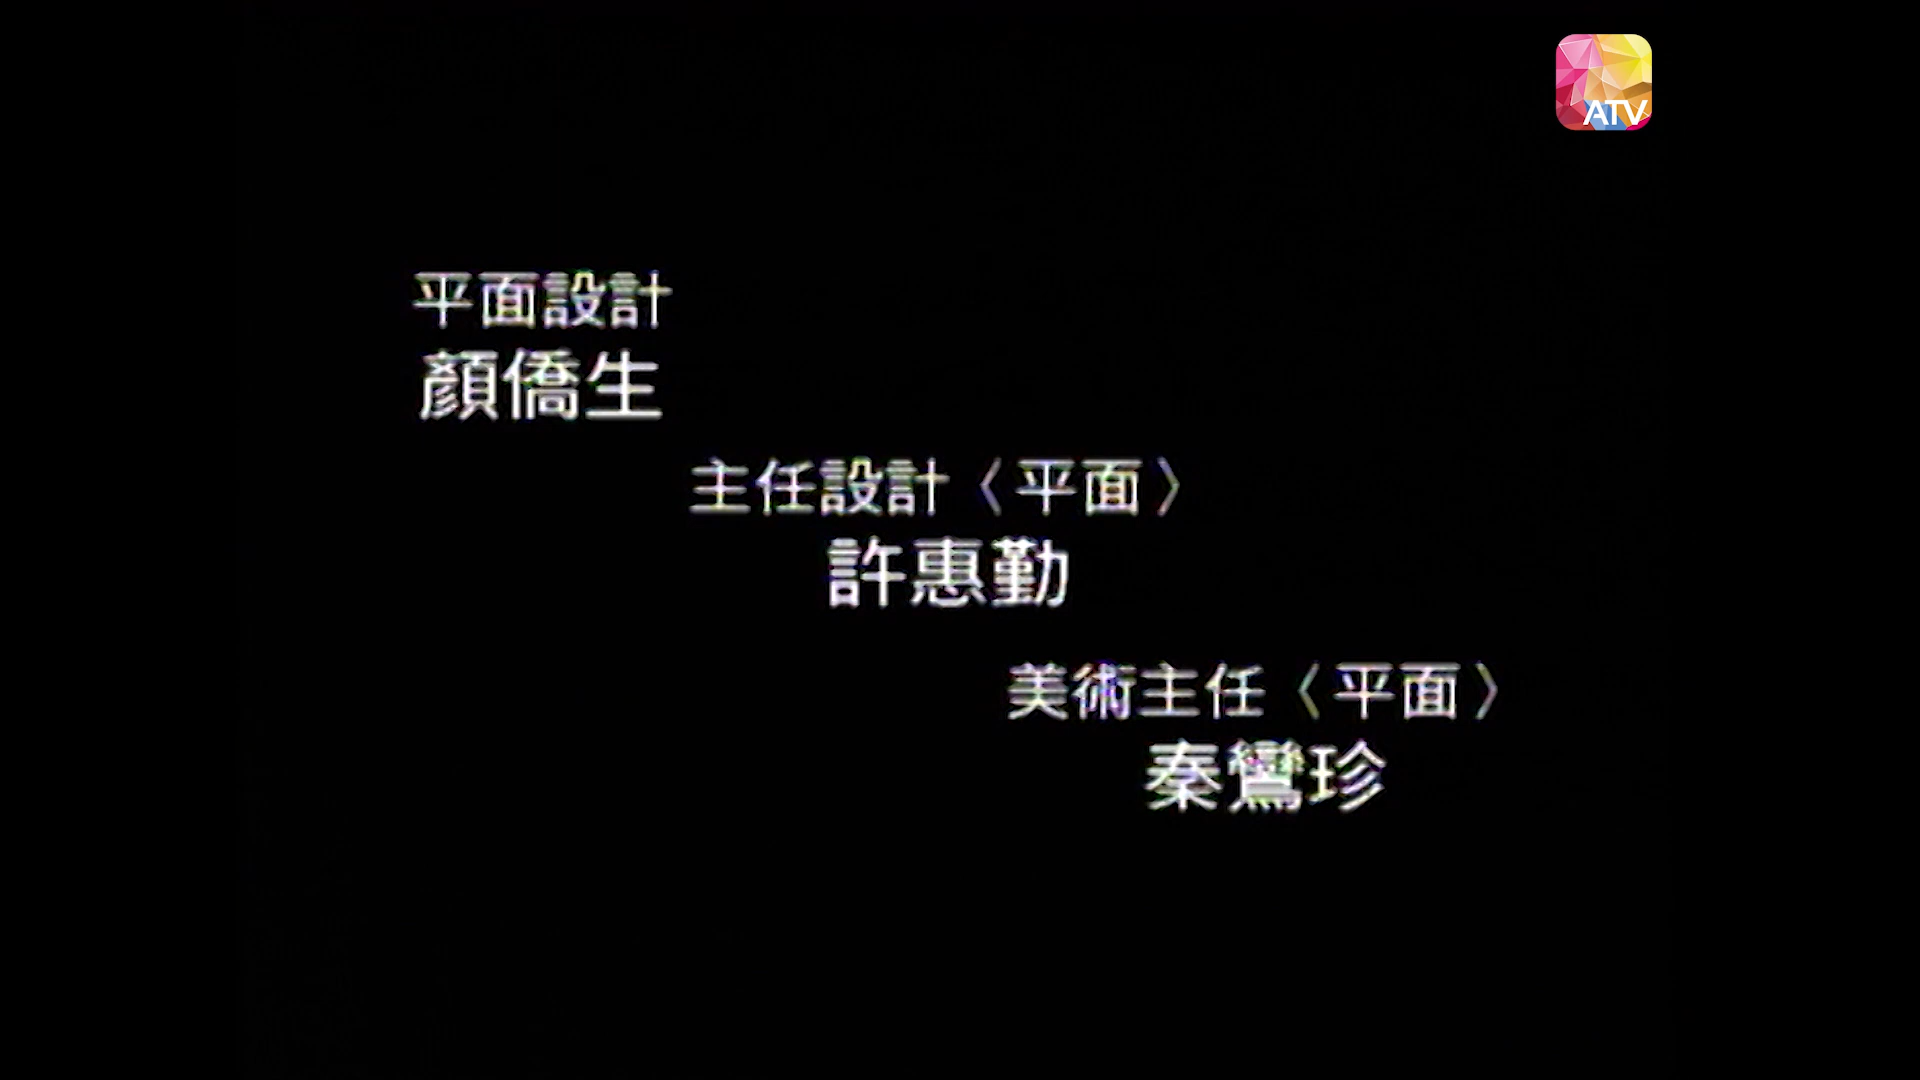 ATV
平面設計
顏僑生
主任設計〈平面〉
許惠勤
美術主任〈平面〉
秦鸞珍